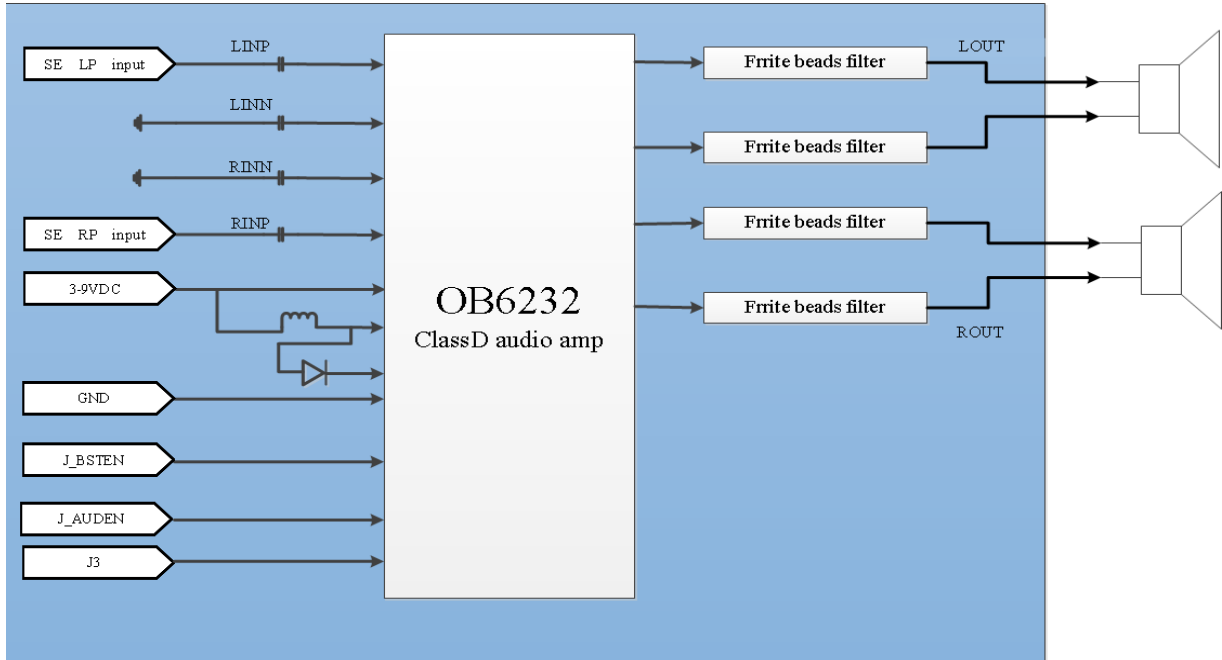 SE LP input
LINP
LINN
RINN
SE RP input
RINP
3-9VDC
GND
J_BSTEN
J_AUDEN
J3
OB6232
ClassD audio amp
Frrite beads filter
LOUT
Frrite beads filter
Frrite beads filter
Frrite beads filter
ROUT